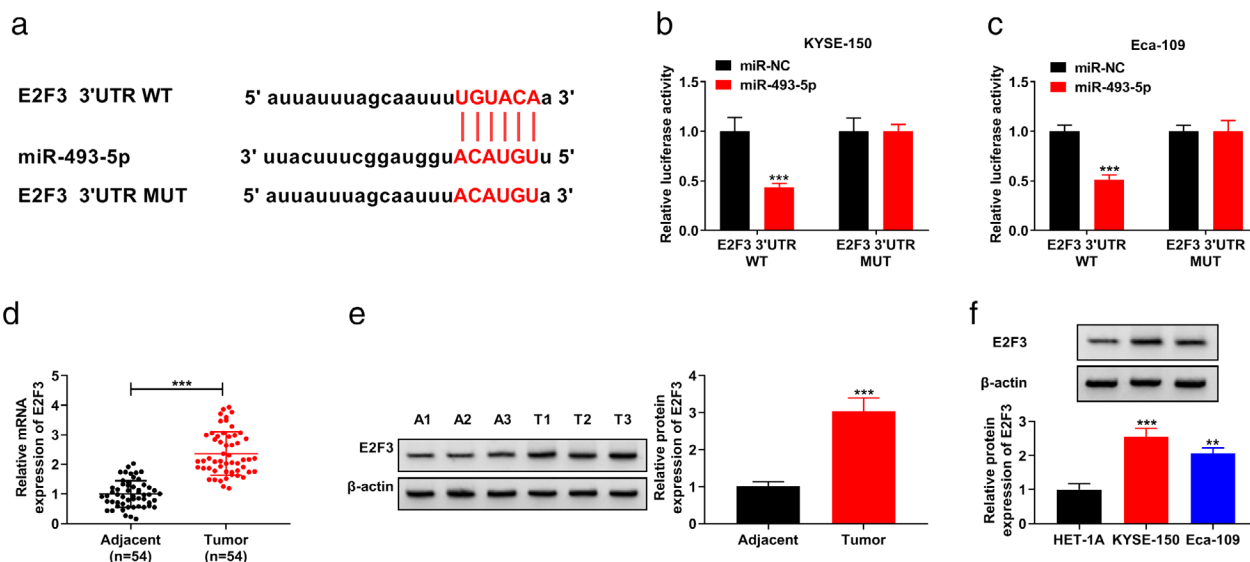 a
E2F3 3'UTR WT 5' auuauuuagcaauuuUGUACAa 3'
miR-493-5p 3' uuacuuucggaugguACAUGUu 5'
E2F3 3'UTR MUT 5' auuauuuagcaauuuACAUGUa 3'
b
KYSE-150
miR-NC
miR-493-5p
Relative luciferase activity
1.5
1.0
0.5
0.0
***
E2F3 3'UTR WT
E2F3 3'UTR MUT
c
Eca-109
miR-NC
miR-493-5p
Relative luciferase activity
1.5
1.0
0.5
0.0
***
E2F3 3'UTR WT
E2F3 3'UTR MUT
d
Relative mRNA
expression of E2F3
5
4
3
2
1
0
***
Adjacent
(n=54)
Tumor
(n=54)
e
A1 A2 A3 T1 T2 T3
E2F3
β-actin
Relative protein
expression of E2F3
4
3
2
1
0
***
Adjacent Tumor
f
E2F3
β-actin
Relative protein
expression of E2F3
3
2
1
0
***
**
HET-1A KYSE-150 Eca-109